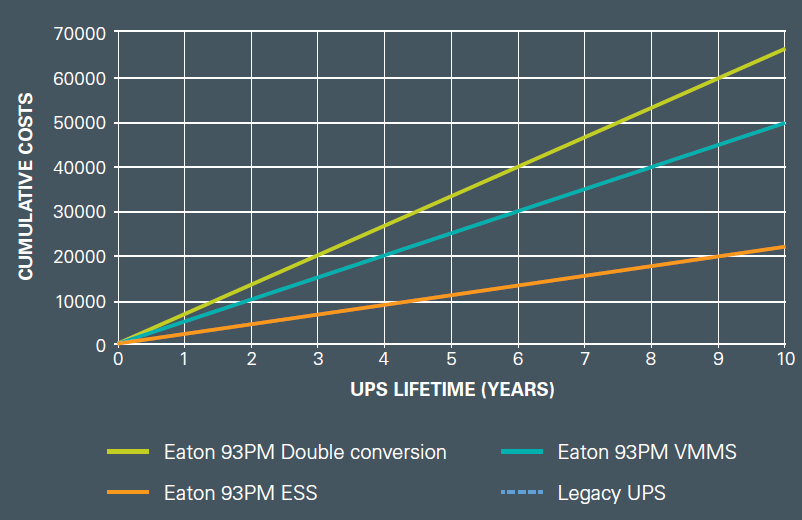 70000
60000
50000
40000
30000
20000
10000
0
CUMULATIVE COSTS
0 1 2 3 4 5 6 7 8 9 10
UPS LIFETIME (YEARS)
Eaton 93PM Double conversion
Eaton 93PM VMMS
Eaton 93PM ESS
Legacy UPS